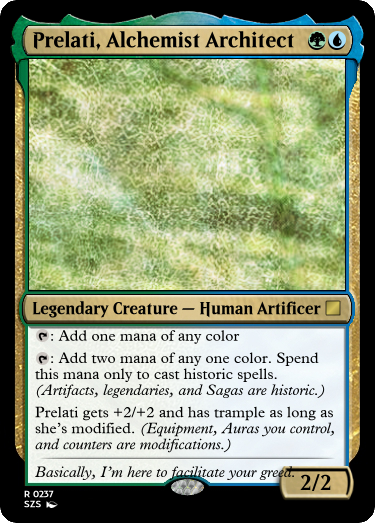 Prelati, Alchemist Architect
Legendary Creature — Human Artificer
: Add one mana of any color
: Add two mana of any one color. Spend
this mana only to cast historic spells.
(Artifacts, legendaries, and Sagas are historic.)
Prelati gets +2/+2 and has trample as long as
she's modified. (Equipment, Auras you control,
and counters are modifications.)
Basically, I'm here to facilitate your greed.
2/2
R 0237
SZS